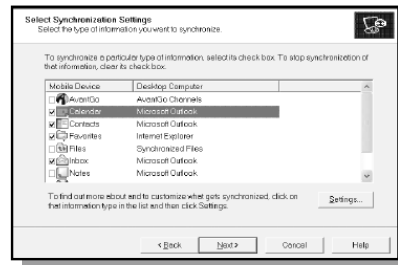 Select Synchronization Settings
Select the type of information you want to synchronize.
To synchronize a particular type of information, select its check box. To stop synchronization of
that information, clear its check box.
Mobile Device Desktop Computer
AvantGo AvantGo Channels
Calendar Microsoft Outlook
Contacts Microsoft Outlook
Favorites Internet Explorer
Files Synchronized Files
Inbox Microsoft Outlook
Notes Microsoft Outlook
To find out more about and to customize what gets synchronized, click on
that information type in the list and then click Settings.
Settings...
< Back Next > Cancel Help